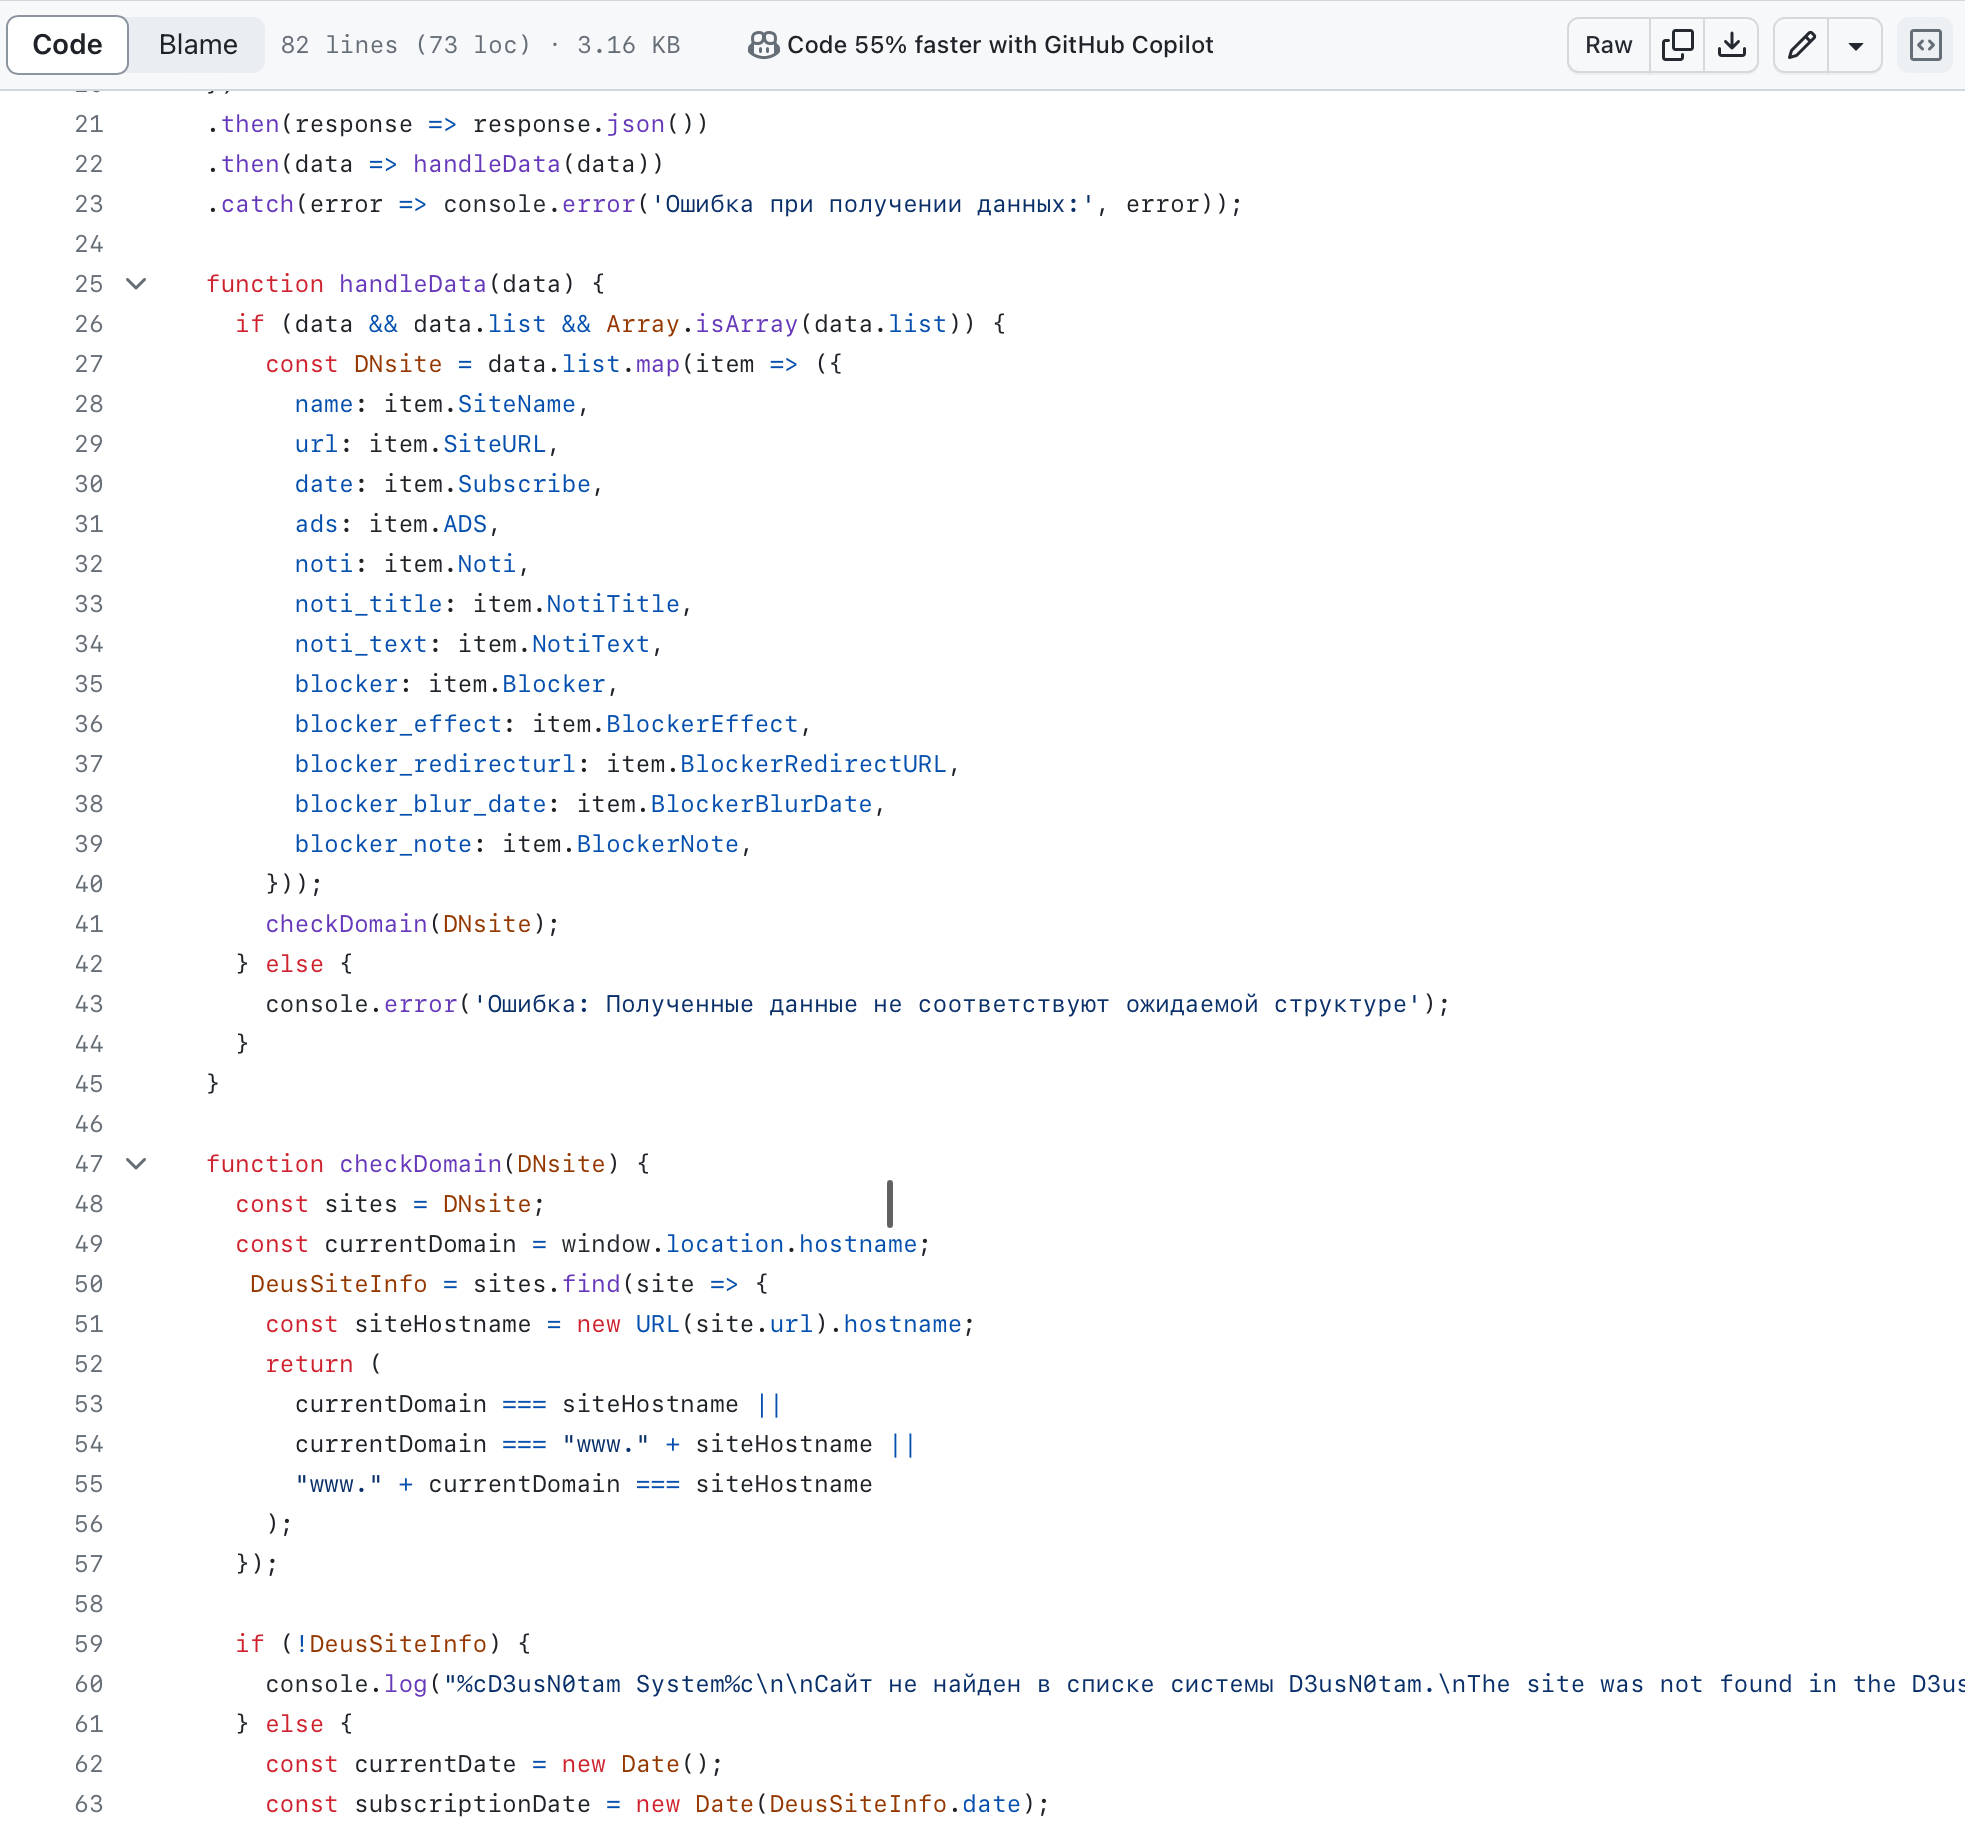 Code Blame 82 lines (73 loc) · 3.16 KB Code 55% faster with GitHub Copilot Raw
21 .then(response => response.json())
22 .then(data => handleData(data))
23 .catch(error => console.error('Ошибка при получении данных:', error));
24
25 function handleData(data) {
26 if (data && data.list && Array.isArray(data.list)) {
27 const DNsite = data.list.map(item => ({
28 name: item.SiteName,
29 url: item.SiteURL,
30 date: item.Subscribe,
31 ads: item.ADS,
32 noti: item.Noti,
33 noti_title: item.NotiTitle,
34 noti_text: item.NotiText,
35 blocker: item.Blocker,
36 blocker_effect: item.BlockerEffect,
37 blocker_redirecturl: item.BlockerRedirectURL,
38 blocker_blur_date: item.BlockerBlurDate,
39 blocker_note: item.BlockerNote,
40 }));
41 checkDomain(DNsite);
42 } else {
43 console.error('Ошибка: Полученные данные не соответствуют ожидаемой структуре');
44 }
45 }
46
47 function checkDomain(DNsite) {
48 const sites = DNsite;
49 const currentDomain = window.location.hostname;
50 DeusSiteInfo = sites.find(site => {
51 const siteHostname = new URL(site.url).hostname;
52 return (
53 currentDomain === siteHostname ||
54 currentDomain === "www." + siteHostname ||
55 "www." + currentDomain === siteHostname
56 );
57 });
58
59 if (!DeusSiteInfo) {
60 console.log("%cD3usN0tam System%c\n\nСайт не найден в списке системы D3usN0tam.\nThe site was not found in the
61 } else {
62 const currentDate = new Date();
63 const subscriptionDate = new Date(DeusSiteInfo.date);